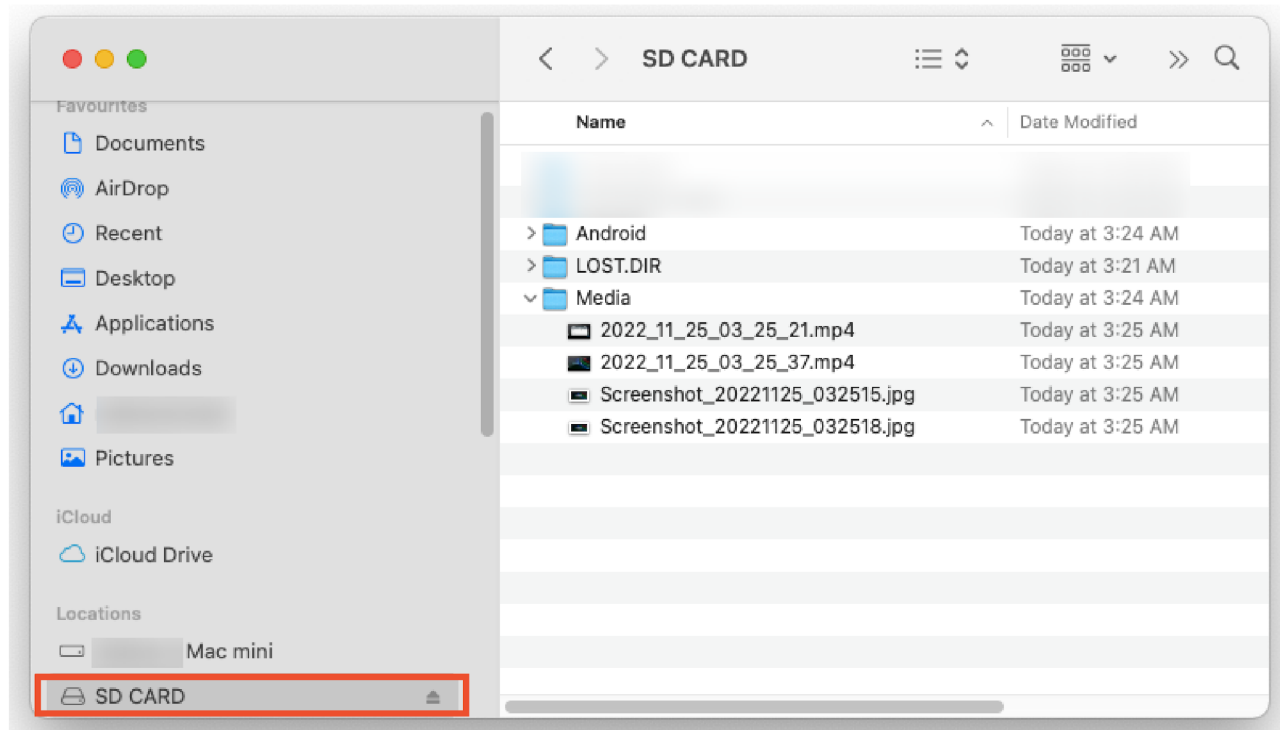 SD CARD
Favourites
Documents
AirDrop
Recent
Desktop
Applications
Downloads
Pictures
iCloud
iCloud Drive
Locations
Mac mini
SD CARD
Name Date Modified
Android Today at 3:24 AM
LOST.DIR Today at 3:21 AM
Media Today at 3:24 AM
2022_11_25_03_25_21.mp4 Today at 3:25 AM
2022_11_25_03_25_37.mp4 Today at 3:25 AM
Screenshot_20221125_032515.jpg Today at 3:25 AM
Screenshot_20221125_032518.jpg Today at 3:25 AM